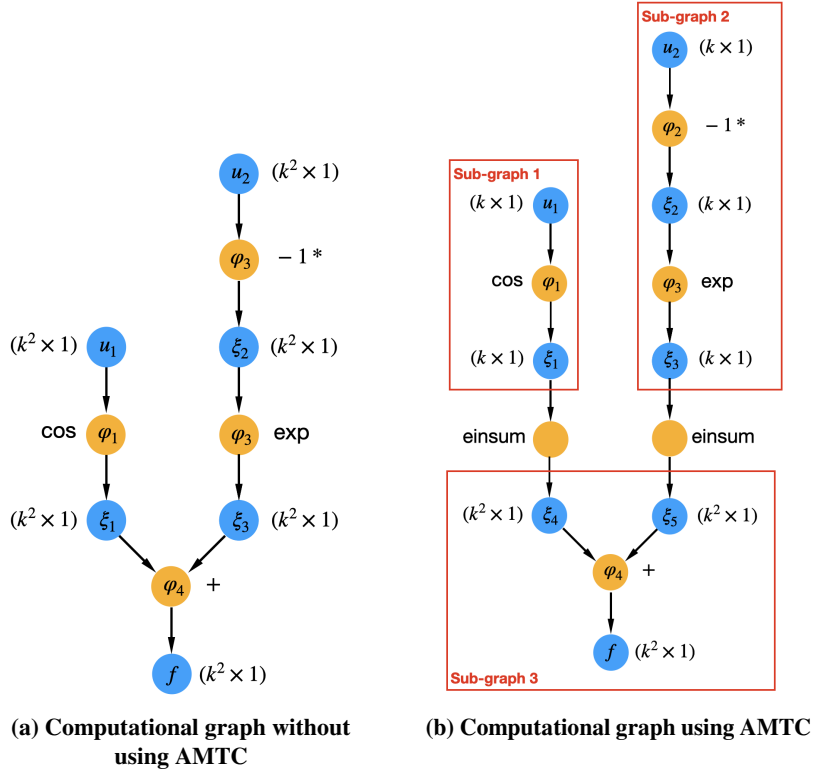 u₂ (k² × 1)
φ₃ − 1 *
(k² × 1) u₁ ξ₂ (k² × 1)
cos φ₁ φ₃ exp
(k² × 1) ξ₁ ξ₃ (k² × 1)
φ₄ +
f (k² × 1)
(a) Computational graph without
using AMTC
Sub-graph 2
u₂ (k × 1)
φ₂ − 1 *
Sub-graph 1
(k × 1) u₁ ξ₂ (k × 1)
cos φ₁ φ₃ exp
(k × 1) ξ₁ ξ₃ (k × 1)
einsum einsum
(k² × 1) ξ₄ ξ₅ (k² × 1)
φ₄ +
f (k² × 1)
Sub-graph 3
(b) Computational graph using AMTC